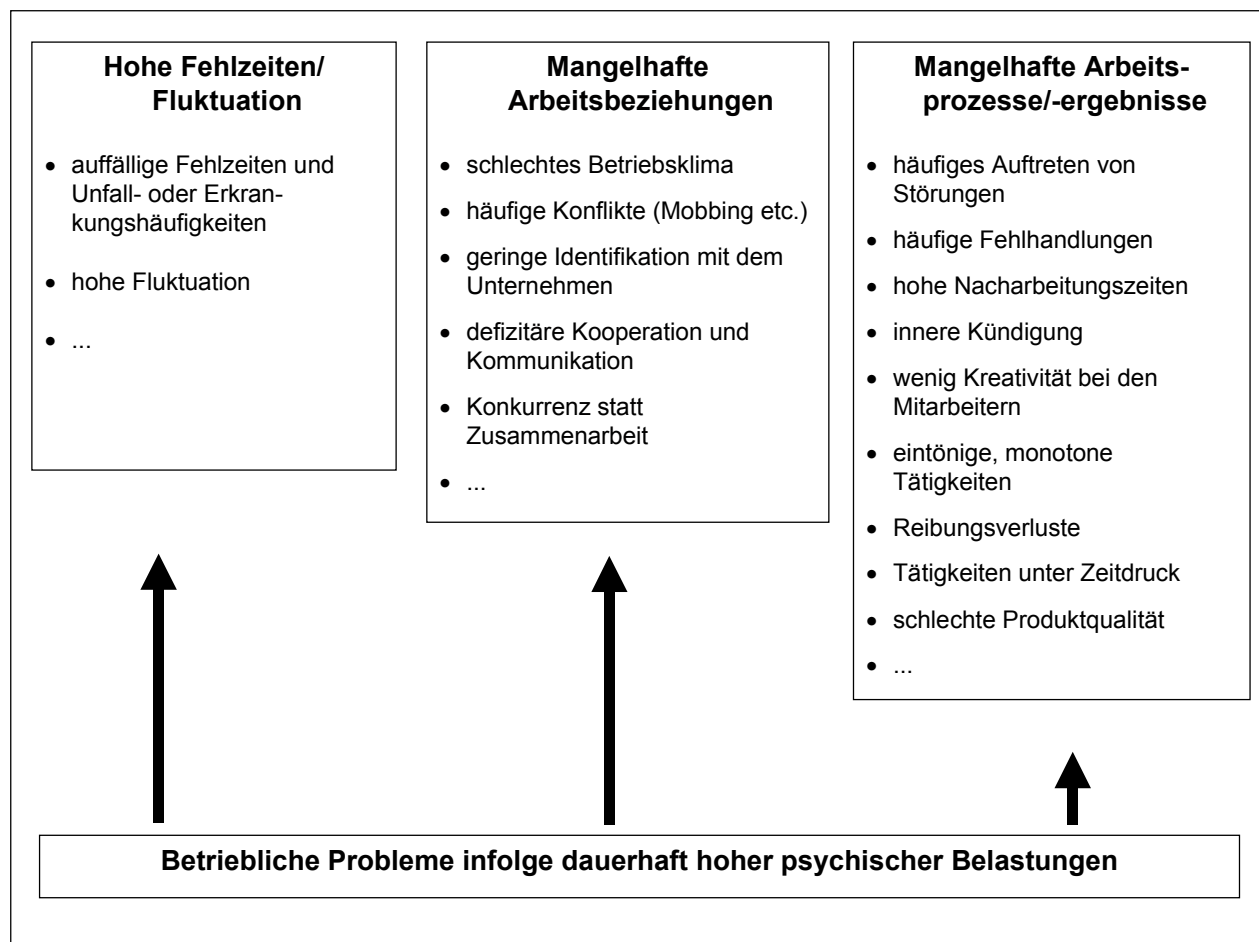 Hohe Fehlzeiten/
Fluktuation
• auffällige Fehlzeiten und
Unfall- oder Erkran-
kungshäufigkeiten
• hohe Fluktuation
• ...
Mangelhafte
Arbeitsbeziehungen
• schlechtes Betriebsklima
• häufige Konflikte (Mobbing etc.)
• geringe Identifikation mit dem
Unternehmen
• defizitäre Kooperation und
Kommunikation
• Konkurrenz statt
Zusammenarbeit
• ...
Mangelhafte Arbeits-
prozesse/-ergebnisse
• häufiges Auftreten von
Störungen
• häufige Fehlhandlungen
• hohe Nacharbeitungszeiten
• innere Kündigung
• wenig Kreativität bei den
Mitarbeitern
• eintönige, monotone
Tätigkeiten
• Reibungsverluste
• Tätigkeiten unter Zeitdruck
• schlechte Produktqualität
• ...
Betriebliche Probleme infolge dauerhaft hoher psychischer Belastungen